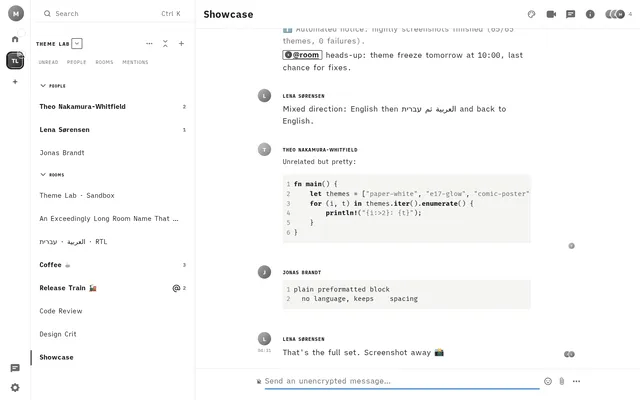 M
Search
Ctrl K
TL
THEME LAB
UNREAD PEOPLE ROOMS MENTIONS
PEOPLE
Theo Nakamura-Whitfield 2
Lena Sørensen 1
Jonas Brandt
ROOMS
Theme Lab · Sandbox
An Exceedingly Long Room Name That …
עברית · العربية · RTL
Coffee ☕ 3
Release Train 🚂 @ 2
Code Review
Design Crit
Showcase
Showcase
4
ℹ️ Automated notice: nightly screenshots finished (65/65
themes, 0 failures).
@room heads-up: theme freeze tomorrow at 10:00, last
chance for fixes.
L
LENA SØRENSEN
Mixed direction: English then العربية ثم עברית and back to
English.
T
THEO NAKAMURA-WHITFIELD
Unrelated but pretty:
1 fn main() {
2     let themes = ["paper-white", "e17-glow", "comic-poster"
3     for (i, t) in themes.iter().enumerate() {
4         println!("{i:>2}: {t}");
5     }
6 }
J
JONAS BRANDT
1 plain preformatted block
2   no language, keeps    spacing
L
LENA SØRENSEN
That's the full set. Screenshot away 📸
Send an unencrypted message…